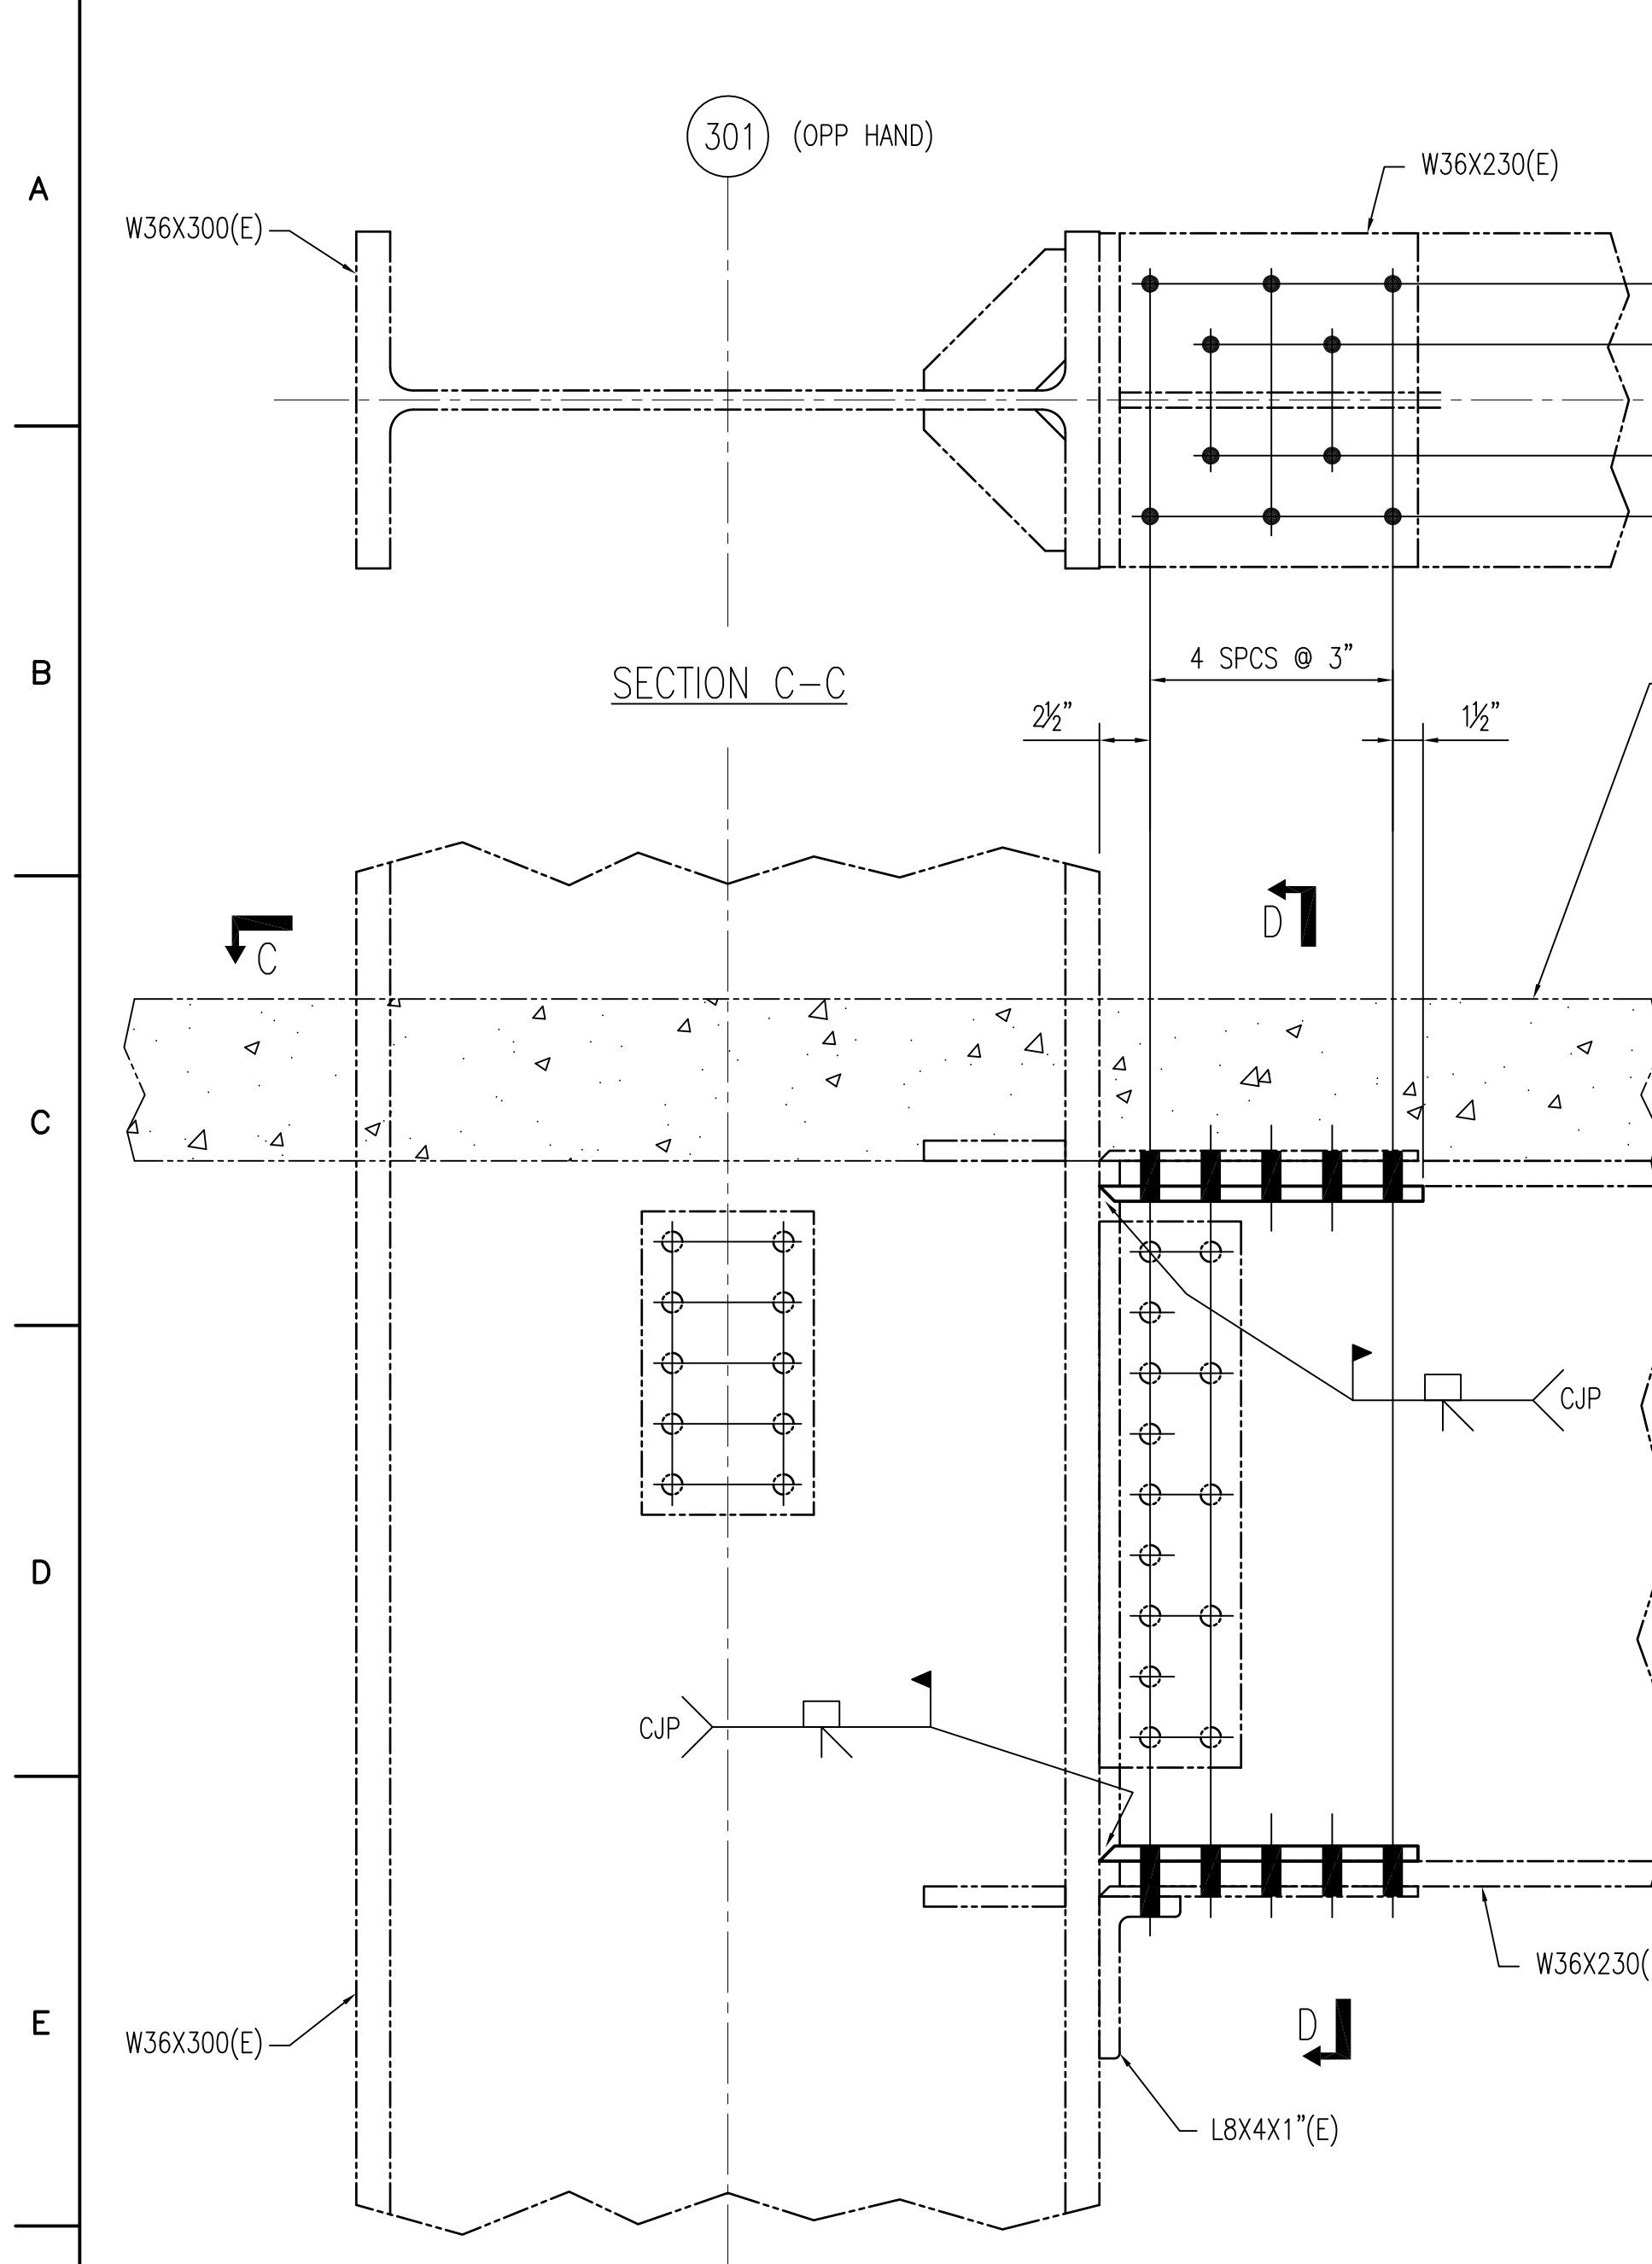 301 (OPP HAND)
W36X230(E)
A
W36X300(E)
B
SECTION C-C
4 SPCS @ 3"
2½"
1½"
D
C
C
CJP
D
CJP
W36X230(
E
D
W36X300(E)
L8X4X1"(E)